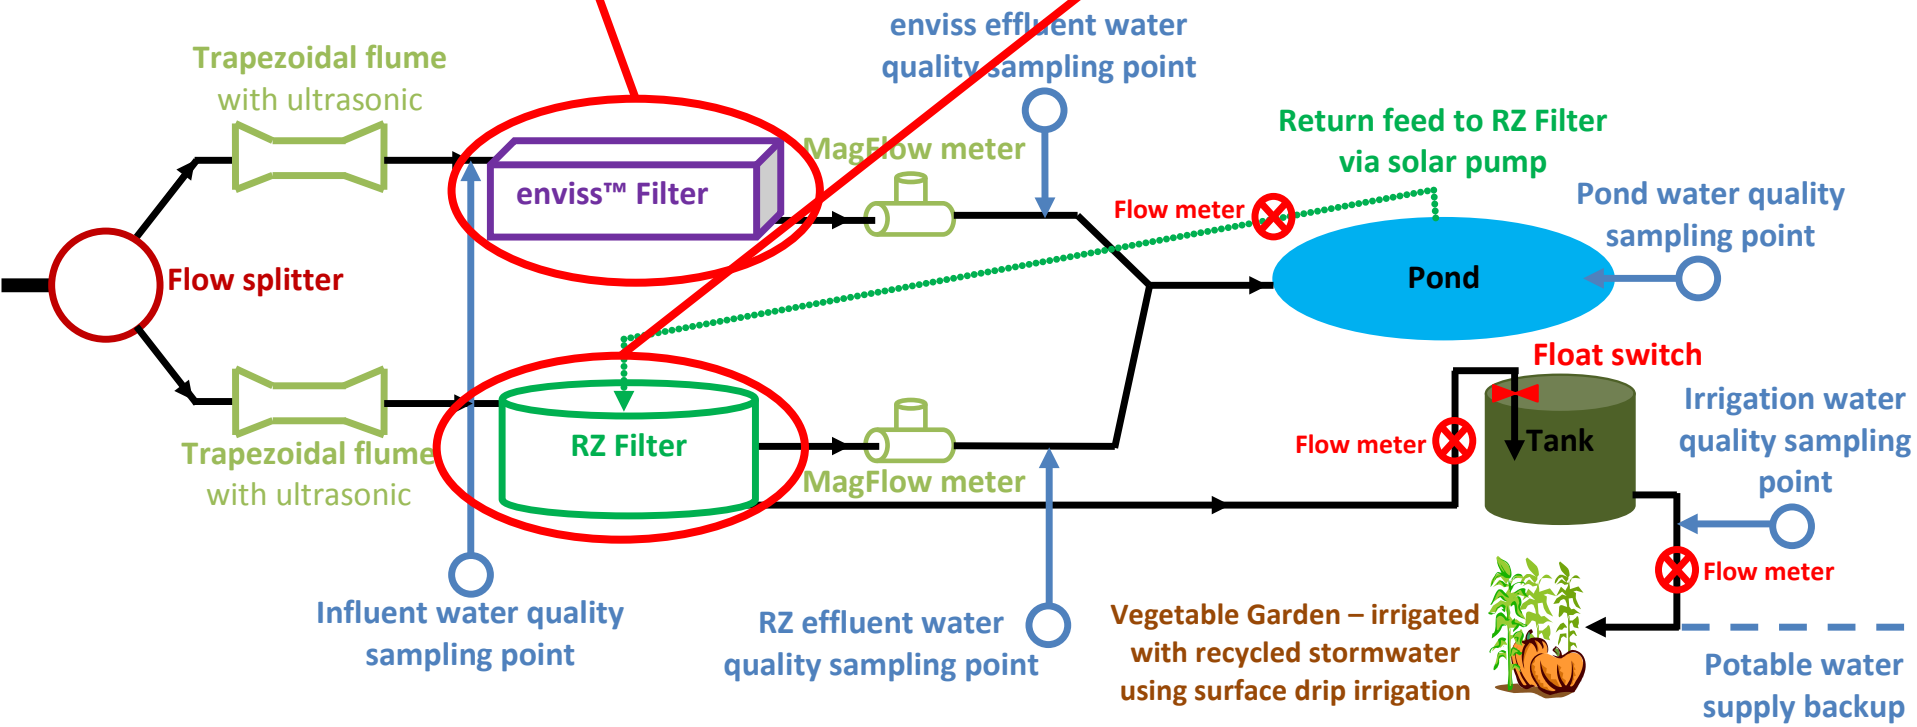 enviss effluent water
quality sampling point
Trapezoidal flume
with ultrasonic
MagFlow meter
Return feed to RZ Filter
via solar pump
enviss™ Filter
Flow meter
Pond water quality
sampling point
Flow splitter
Pond
Float switch
Trapezoidal flume
with ultrasonic
RZ Filter
MagFlow meter
Flow meter
Tank
Irrigation water
quality sampling
point
Flow meter
Influent water quality
sampling point
RZ effluent water
quality sampling point
Vegetable Garden – irrigated
with recycled stormwater
using surface drip irrigation
Potable water
supply backup